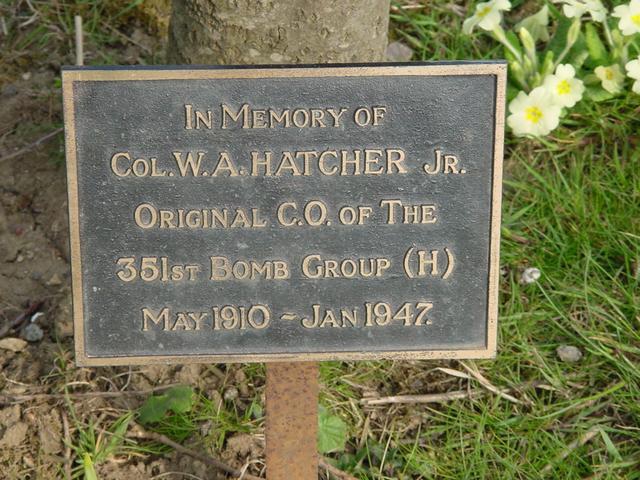 In Memory of
Col. W. A. HATCHER Jr.
Original C.O. of The
351st Bomb Group (H)
May 1910 ~ Jan 1947.